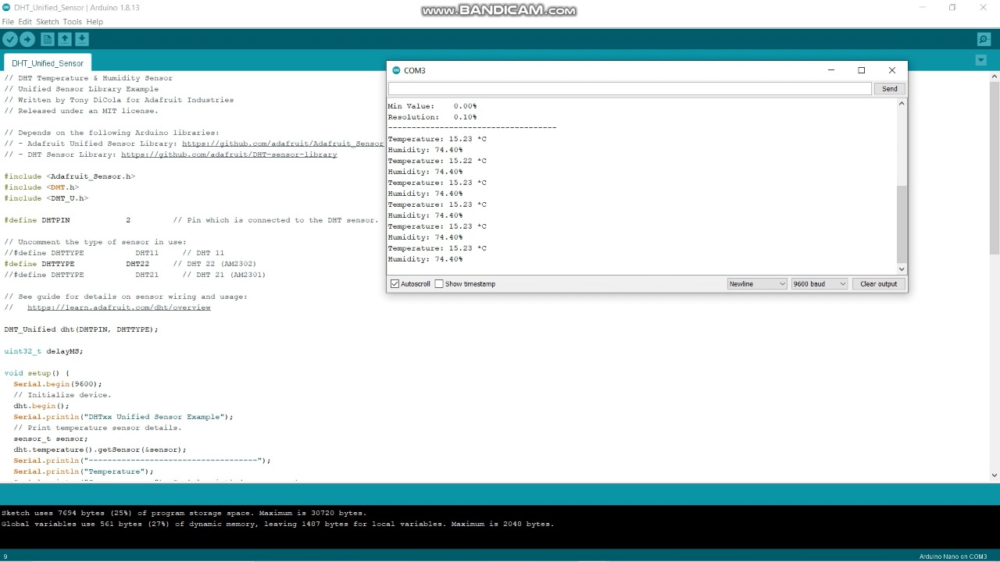 DHT_Unified_Sensor | Arduino 1.8.13
www.BANDICAM.com
File Edit Sketch Tools Help
DHT_Unified_Sensor
// DHT Temperature & Humidity Sensor
// Unified Sensor Library Example
// Written by Tony DiCola for Adafruit Industries
// Released under an MIT license.
// Depends on the following Arduino libraries:
// - Adafruit Unified Sensor Library: https://github.com/adafruit/Adafruit_Sensor
// - DHT Sensor Library: https://github.com/adafruit/DHT-sensor-library
#include <Adafruit_Sensor.h>
#include <DHT.h>
#include <DHT_U.h>
#define DHTPIN 2 // Pin which is connected to the DHT sensor.
// Uncomment the type of sensor in use:
//#define DHTTYPE DHT11 // DHT 11
#define DHTTYPE DHT22 // DHT 22 (AM2302)
//#define DHTTYPE DHT21 // DHT 21 (AM2301)
// See guide for details on sensor wiring and usage:
// https://learn.adafruit.com/dht/overview
DHT_Unified dht(DHTPIN, DHTTYPE);
uint32_t delayMS;
void setup() {
Serial.begin(9600);
// Initialize device.
dht.begin();
Serial.println("DHTxx Unified Sensor Example");
// Print temperature sensor details.
sensor_t sensor;
dht.temperature().getSensor(&sensor);
Serial.println("------------------------------------");
Serial.println("Temperature");
COM3
Send
Min Value: 0.00%
Resolution: 0.10%
------------------------------------
Temperature: 15.23 *C
Humidity: 74.40%
Temperature: 15.22 *C
Humidity: 74.40%
Temperature: 15.23 *C
Humidity: 74.40%
Temperature: 15.23 *C
Humidity: 74.40%
Temperature: 15.23 *C
Humidity: 74.40%
Temperature: 15.23 *C
Humidity: 74.40%
Autoscroll Show timestamp Newline 9600 baud Clear output
Sketch uses 7694 bytes (25%) of program storage space. Maximum is 30720 bytes.
Global variables use 561 bytes (27%) of dynamic memory, leaving 1487 bytes for local variables. Maximum is 2048 bytes.
9 Arduino Nano on COM3